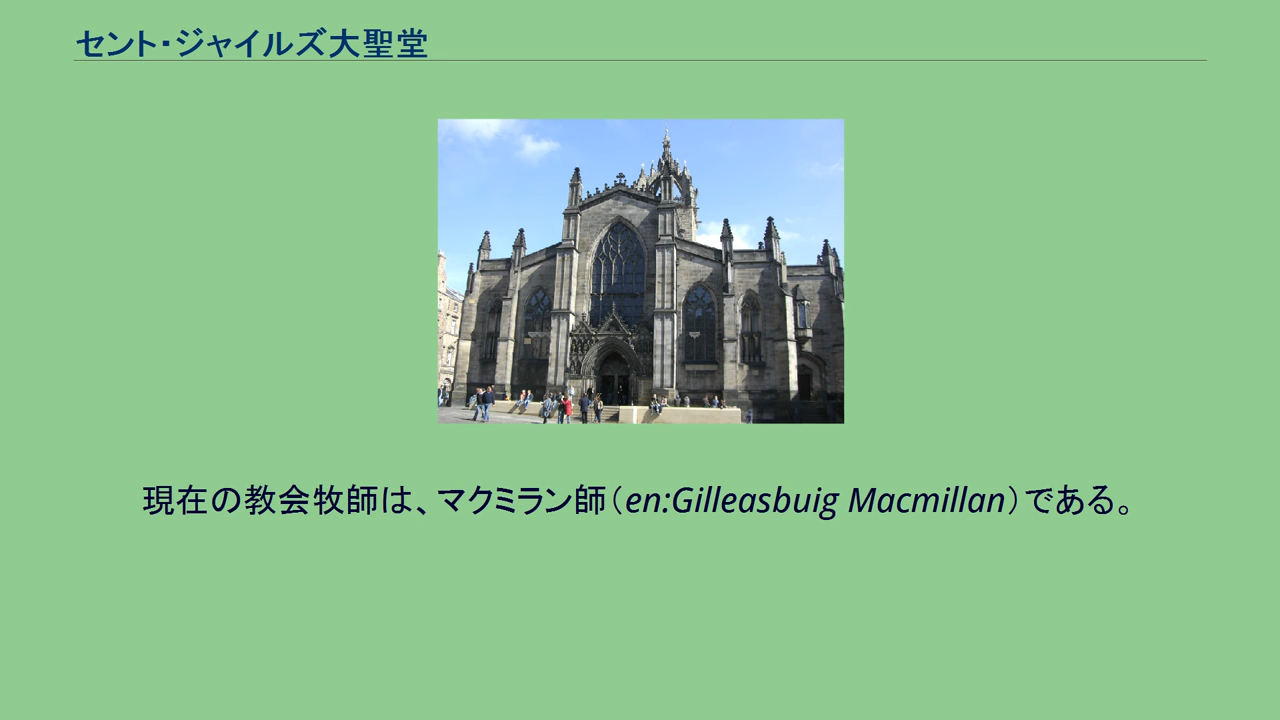 セント・ジャイルズ大聖堂
現在の教会牧師は、マクミラン師（en:Gilleasbuig Macmillan）である。